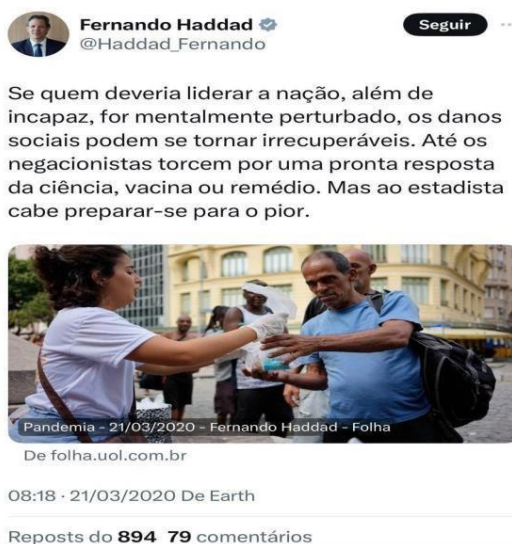 Fernando Haddad
Seguir
@Haddad_Fernando
Se quem deveria liderar a nação, além de
incapaz, for mentalmente perturbado, os danos
sociais podem se tornar irrecuperáveis. Até os
negacionistas torcem por uma pronta resposta
da ciência, vacina ou remédio. Mas ao estadista
cabe preparar-se para o pior.
Pandemia - 21/03/2020 - Fernando Haddad - Folha
De folha.uol.com.br
08:18 · 21/03/2020 De Earth
Reposts do 894 79 comentários